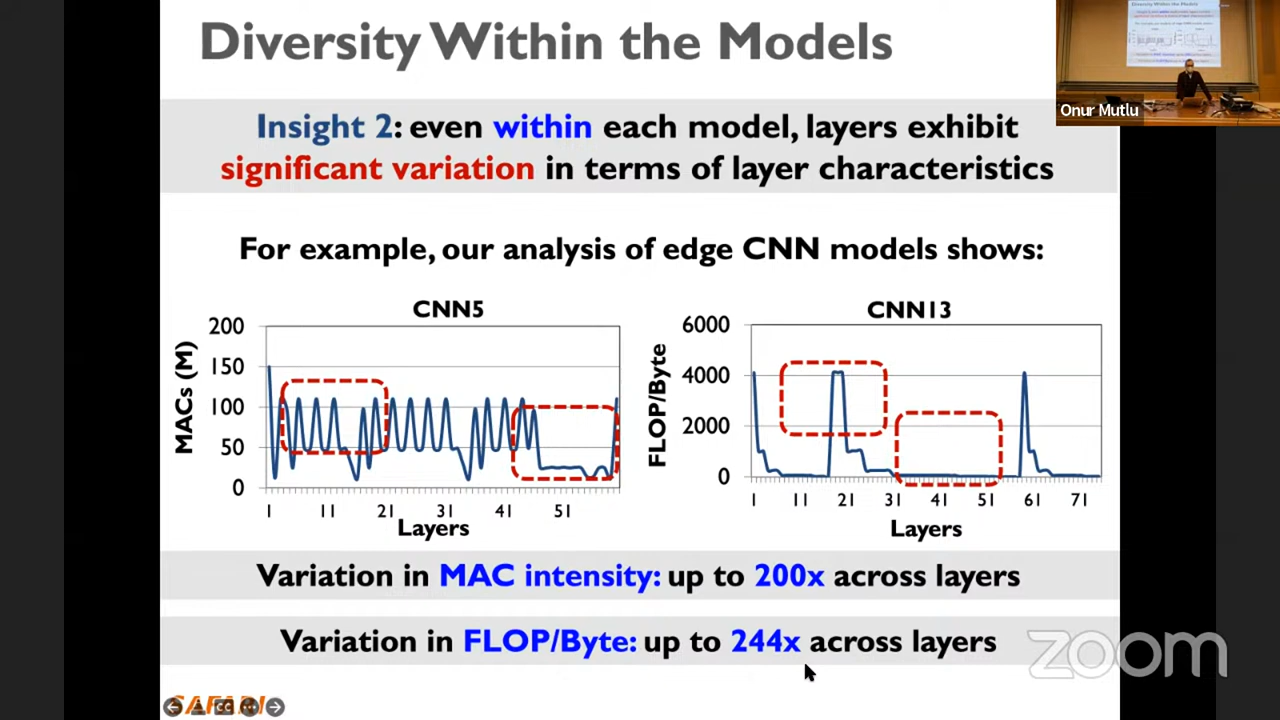 Diversity Within the Models
Onur Mutlu
Insight 2: even within each model, layers exhibit
significant variation in terms of layer characteristics
For example, our analysis of edge CNN models shows:
CNN5
200
150
100
50
0
MACs (M)
1 11 21 31 41 51
Layers
CNN13
6000
4000
2000
0
FLOP/Byte
1 11 21 31 41 51 61 71
Layers
Variation in MAC intensity: up to 200x across layers
Variation in FLOP/Byte: up to 244x across layers
zoom
SAFARI